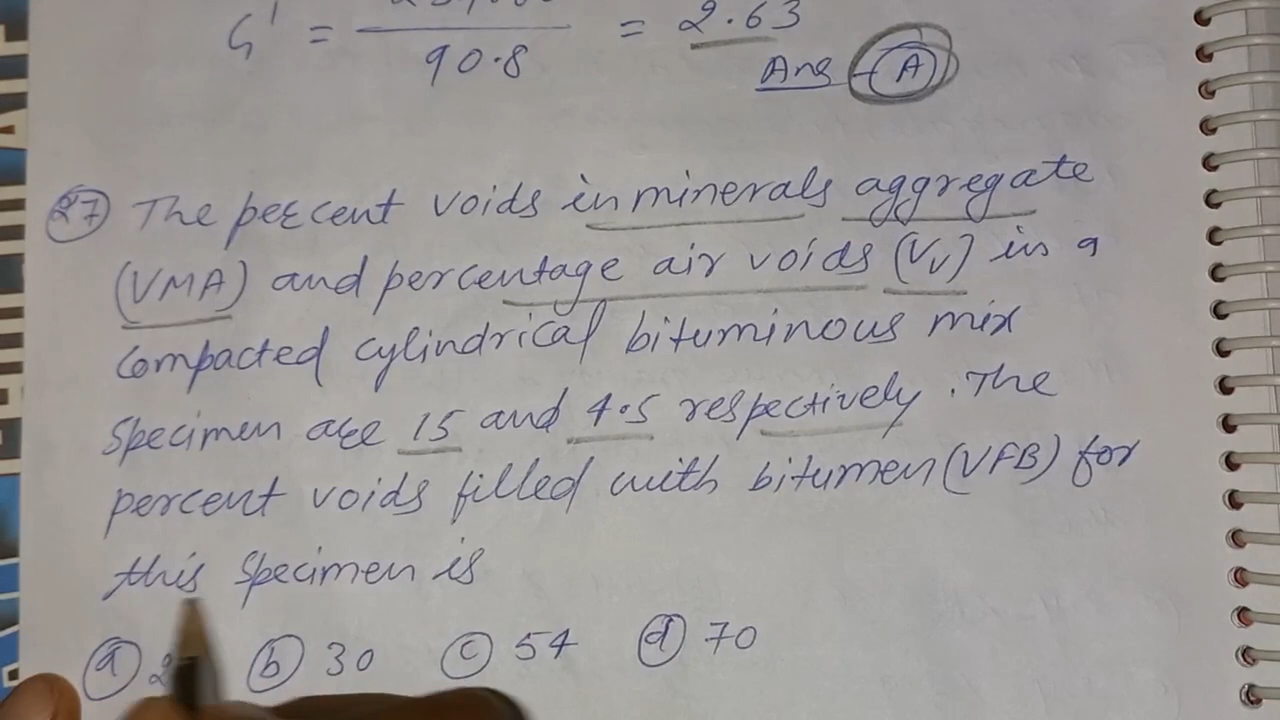 G' = ——— = 2.63
90.8
Ans - (A)
(27) The percent voids in minerals aggregate
(VMA) and percentage air voids (Vv) in a
compacted cylindrical bituminous mix
specimen are 15 and 4.5 respectively. The
percent voids filled with bitumen (VFB) for
this specimen is
(a) (b) 30 (c) 54 (d) 70